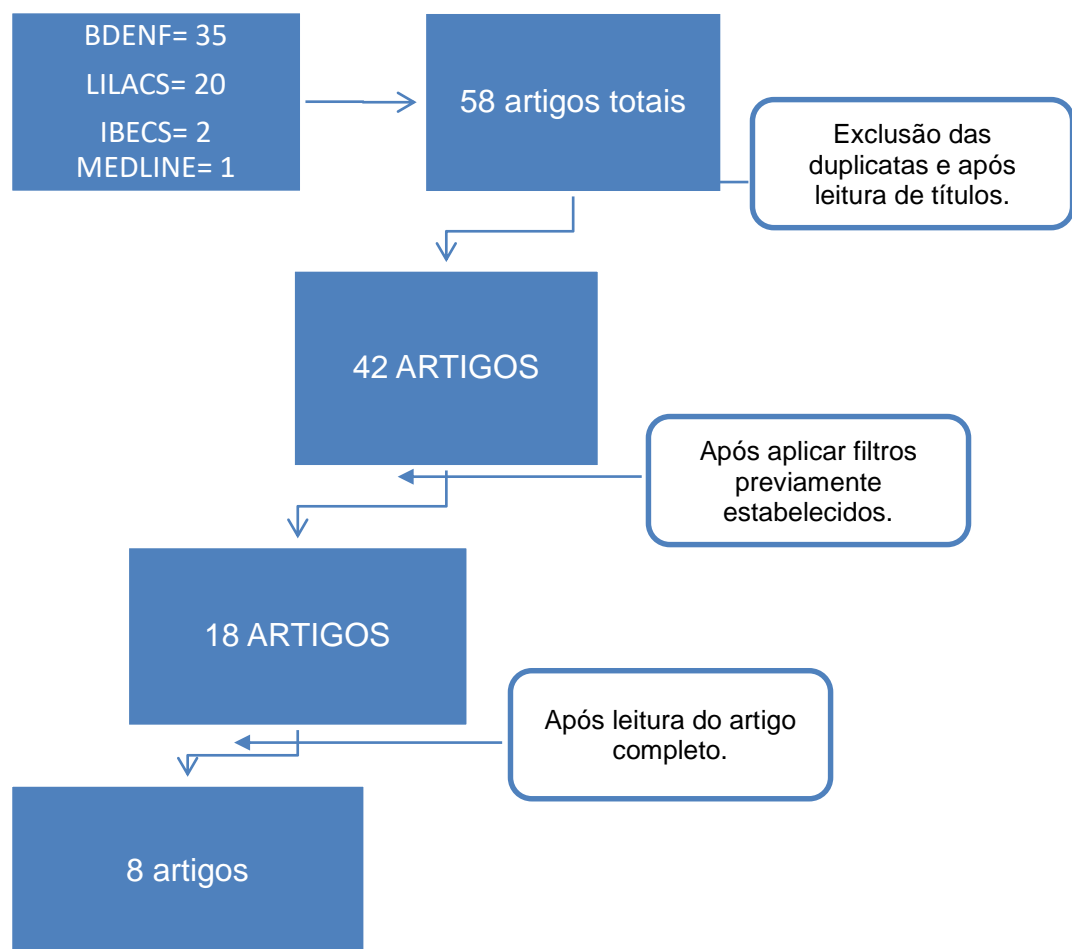 BDENF= 35
LILACS= 20
IBECS= 2
MEDLINE= 1
58 artigos totais
Exclusão das
duplicatas e após
leitura de títulos.
42 ARTIGOS
Após aplicar filtros
previamente
estabelecidos.
18 ARTIGOS
Após leitura do artigo
completo.
8 artigos